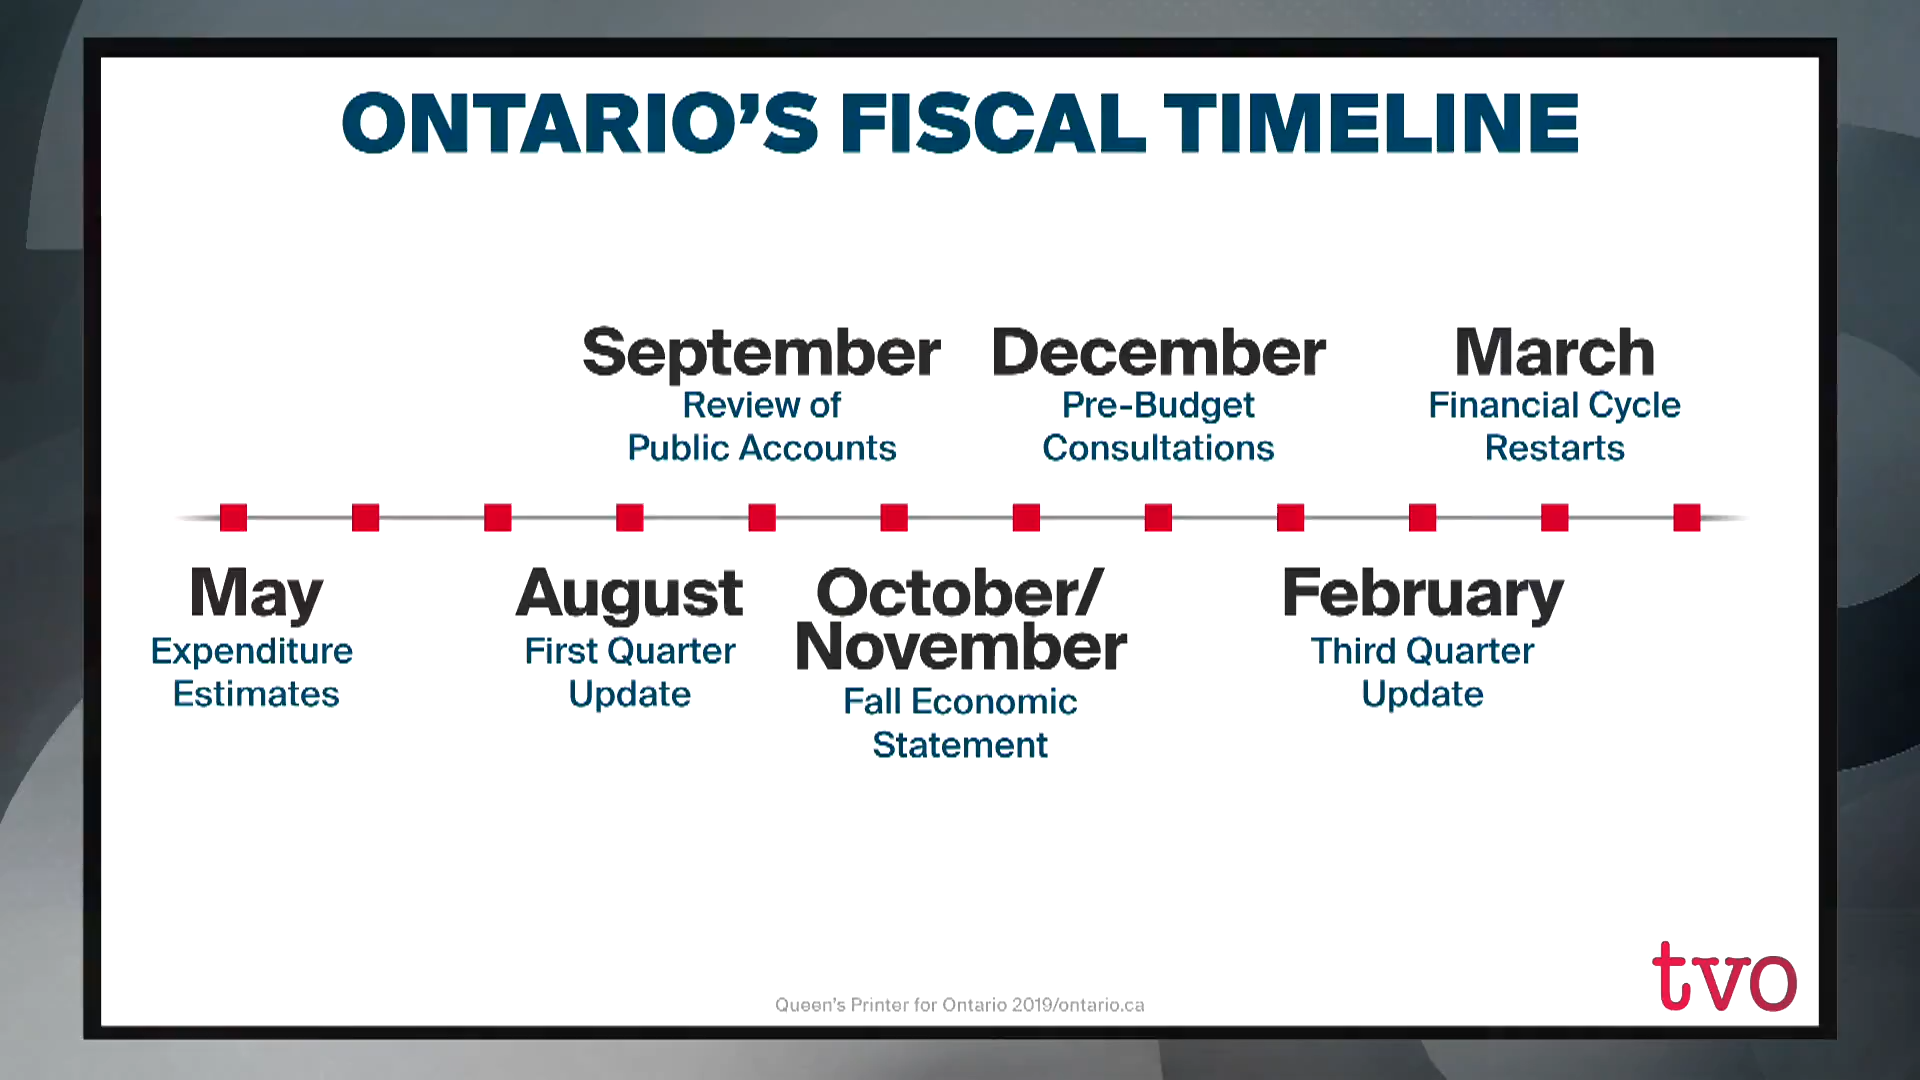 ONTARIO'S FISCAL TIMELINE
September
Review of
Public Accounts
December
Pre-Budget
Consultations
March
Financial Cycle
Restarts
May
Expenditure
Estimates
August
First Quarter
Update
October/
November
Fall Economic
Statement
February
Third Quarter
Update
Queen's Printer for Ontario 2019/ontario.ca
tvo